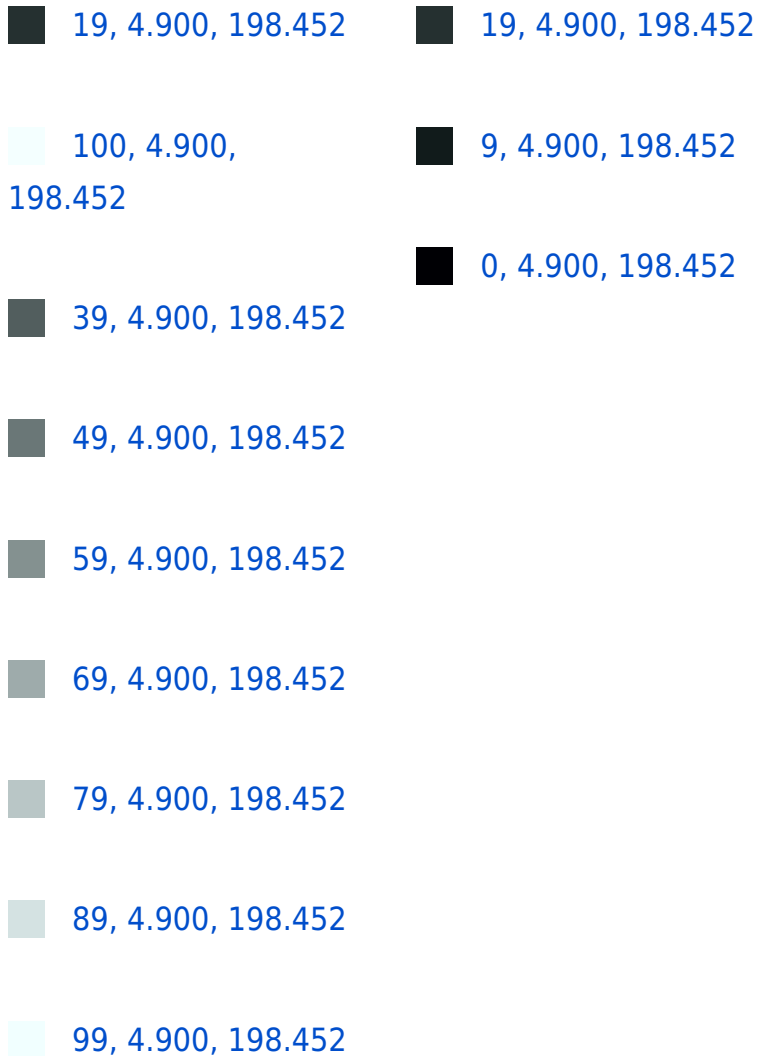 19, 4.900, 198.452
100, 4.900,
198.452
39, 4.900, 198.452
49, 4.900, 198.452
59, 4.900, 198.452
69, 4.900, 198.452
79, 4.900, 198.452
89, 4.900, 198.452
99, 4.900, 198.452
19, 4.900, 198.452
9, 4.900, 198.452
0, 4.900, 198.452